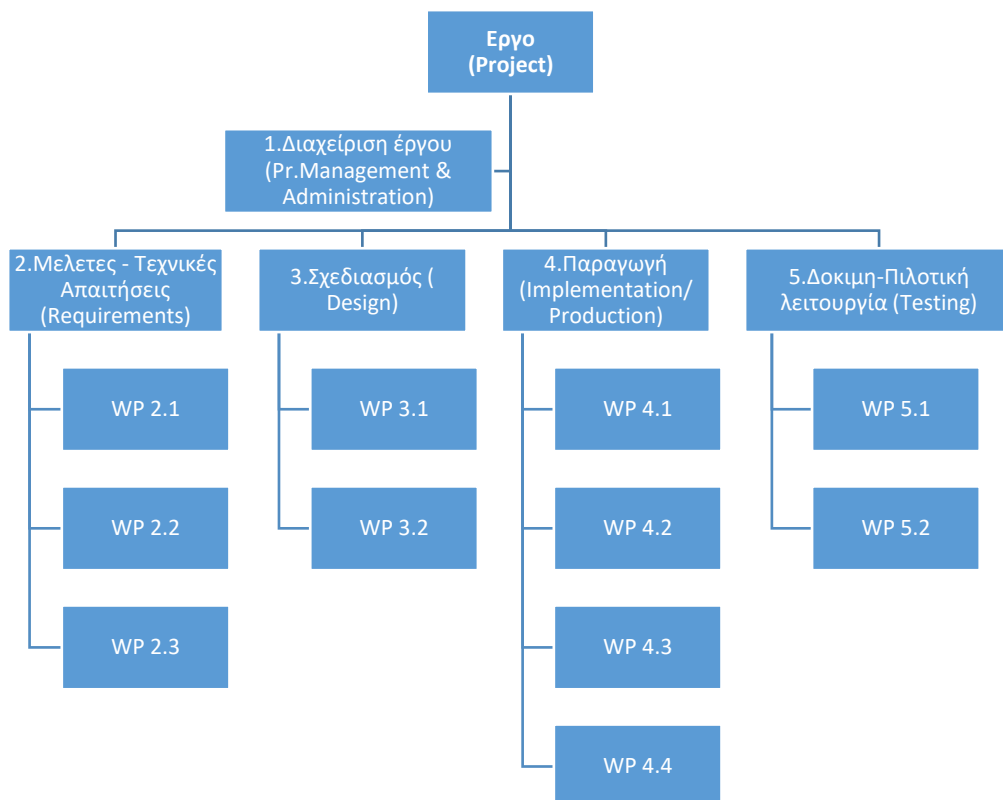 Εργο
(Project)
1.Διαχείριση έργου
(Pr.Management &
Administration)
2.Μελετες - Τεχνικές
Απαιτήσεις
(Requirements)
3.Σχεδιασμός (
Design)
4.Παραγωγή
(Implementation/
Production)
5.Δοκιμη-Πιλοτική
λειτουργία (Testing)
WP 2.1
WP 3.1
WP 4.1
WP 5.1
WP 2.2
WP 3.2
WP 4.2
WP 5.2
WP 2.3
WP 4.3
WP 4.4